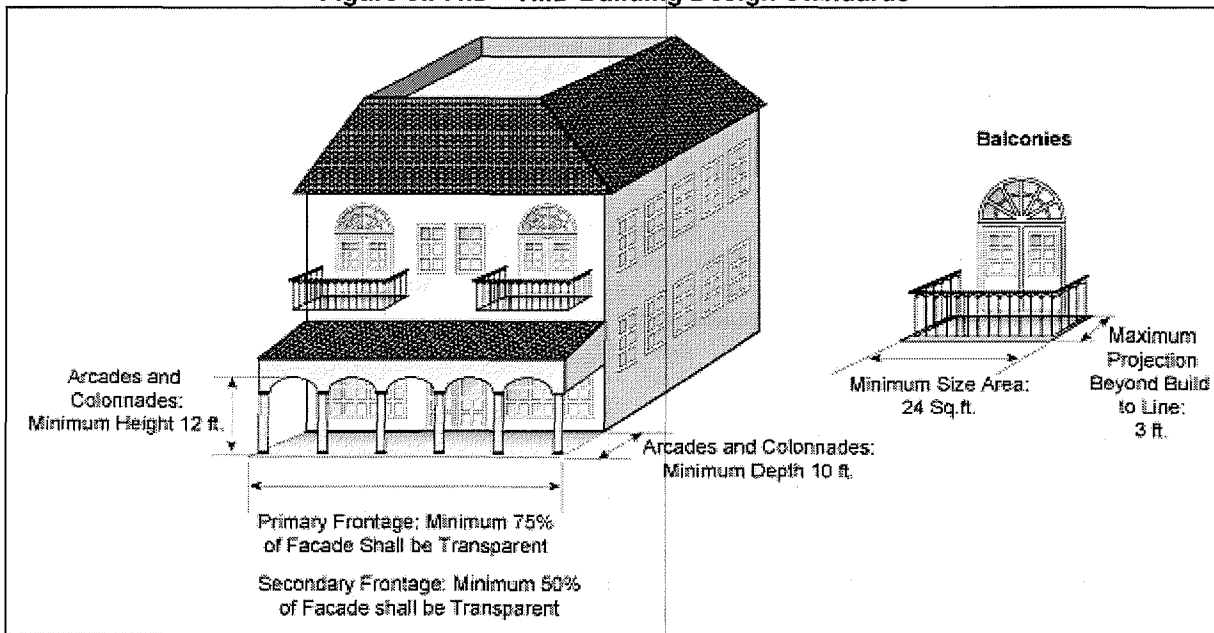 Balconies
Arcades and
Colonnades:
Minimum Height 12 ft.
Maximum
Projection
Beyond Build
to Line:
3 ft.
Minimum Size Area:
24 Sq.ft.
Arcades and Colonnades:
Minimum Depth 10 ft.
Primary Frontage: Minimum 75%
of Facade Shall be Transparent
Secondary Frontage: Minimum 50%
of Facade shall be Transparent